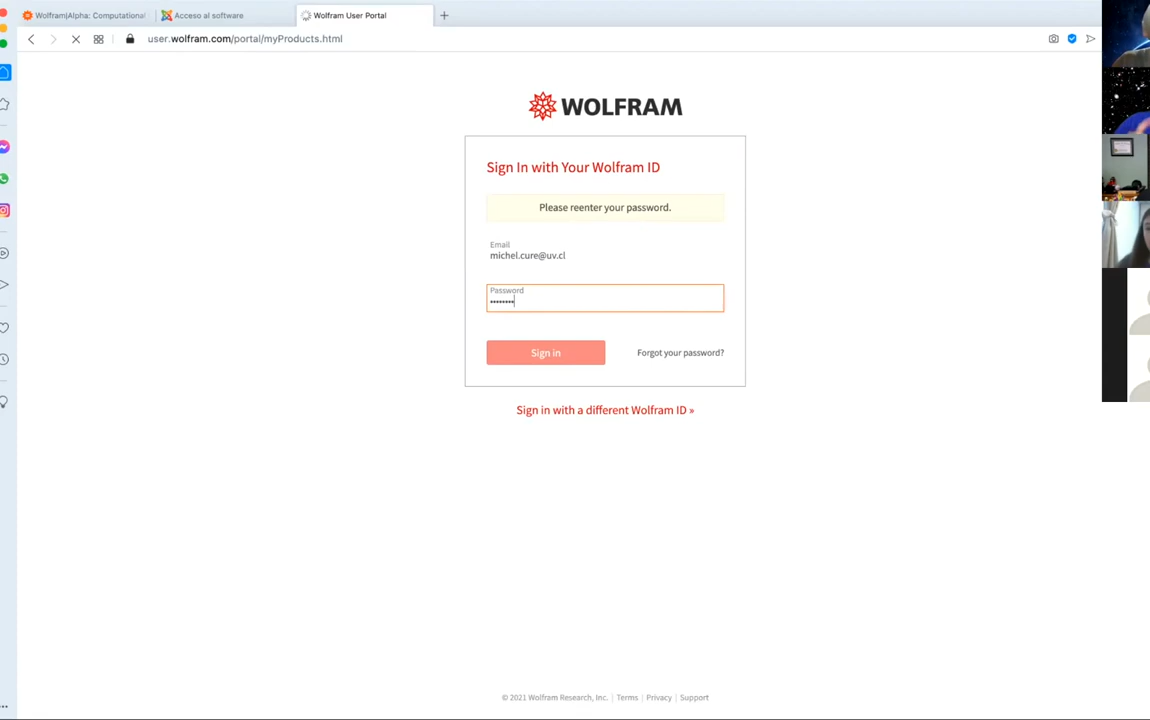 Wolfram|Alpha: Computational
Acceso al software
Wolfram User Portal
user.wolfram.com/portal/myProducts.html
WOLFRAM
Sign In with Your Wolfram ID
Please reenter your password.
Email
michel.cure@uv.cl
Password
••••••••
Sign in
Forgot your password?
Sign in with a different Wolfram ID »
© 2021 Wolfram Research, Inc. | Terms | Privacy | Support